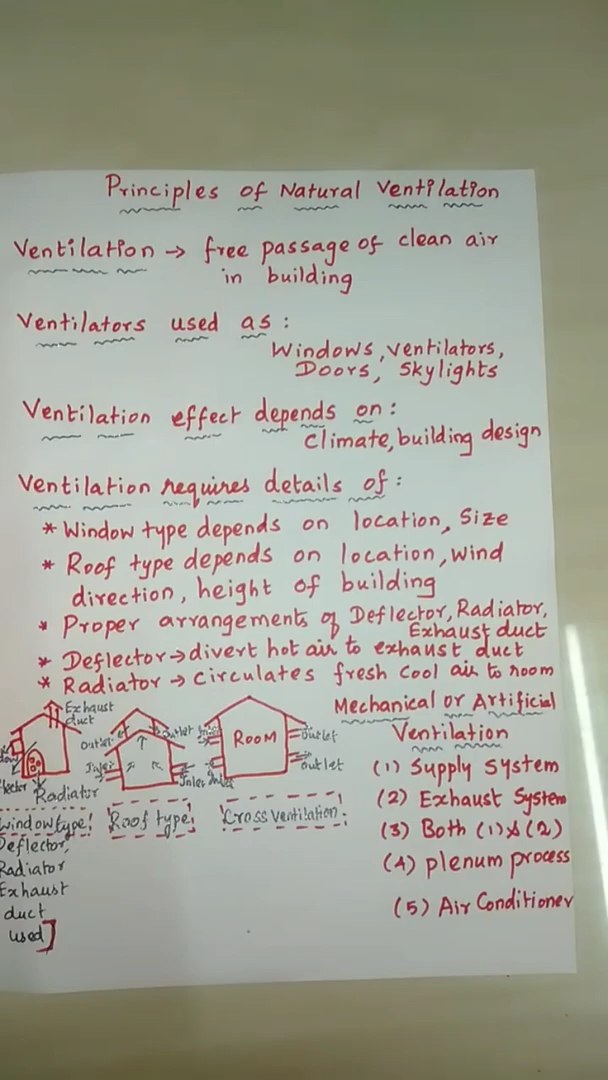 Principles of Natural Ventilation
Ventilation → free passage of clean air
in building
Ventilators used as :
Windows, ventilators,
Doors, Skylights
Ventilation effect depends on :
climate, building design
Ventilation requires details of :
* Window type depends on location, Size
* Roof type depends on location, wind
direction, height of building
* Proper arrangements of Deflector, Radiator,
Exhaust duct
* Deflector → divert hot air to exhaust duct
* Radiator → circulates fresh cool air to room
Exhaust
duct
Radiator
Window type!
Deflector,
Radiator
Exhaust
duct
used]
Outlet
Outlet
Inlet
Inlet
Roof type
ROOM
Outlet
Outlet
Inlet
Cross ventilation
Mechanical or Artificial
Ventilation
(1) Supply System
(2) Exhaust System
(3) Both (1) & (2)
(4) plenum process
(5) Air Conditioner